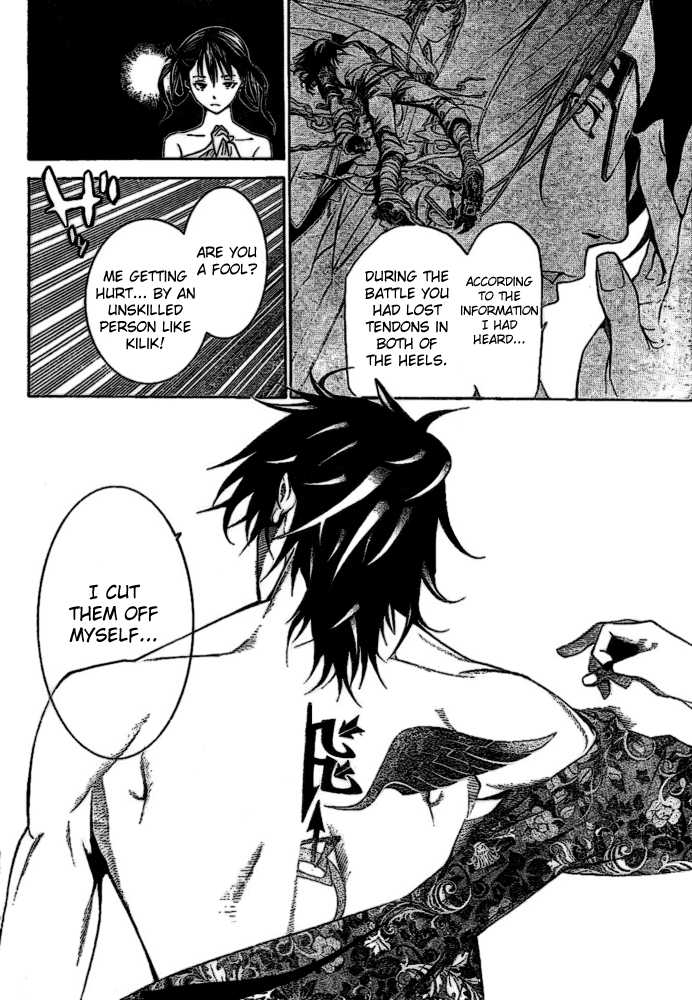 ACCORDING
TO THE
INFORMATION
I HAD
HEARD...
DURING THE
BATTLE YOU
HAD LOST
TENDONS IN
BOTH OF
THE HEELS.
ARE YOU
A FOOL?
ME GETTING
HURT... BY AN
UNSKILLED
PERSON LIKE
KILIK!
I CUT
THEM OFF
MYSELF...